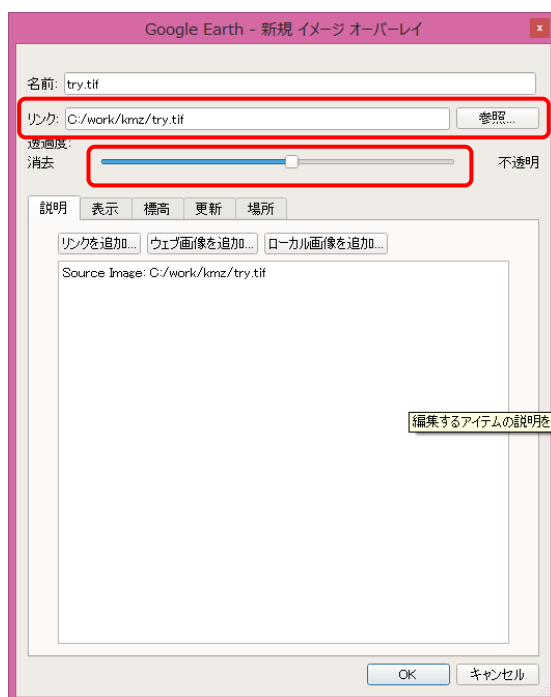 Google Earth - 新規 イメージ オーバーレイ
名前: try.tif
リンク: C:/work/kmz/try.tif 参照...
透過度:
消去 不透明
説明 表示 標高 更新 場所
リンクを追加... ウェブ画像を追加... ローカル画像を追加...
Source Image: C:/work/kmz/try.tif
編集するアイテムの説明を
OK キャンセル